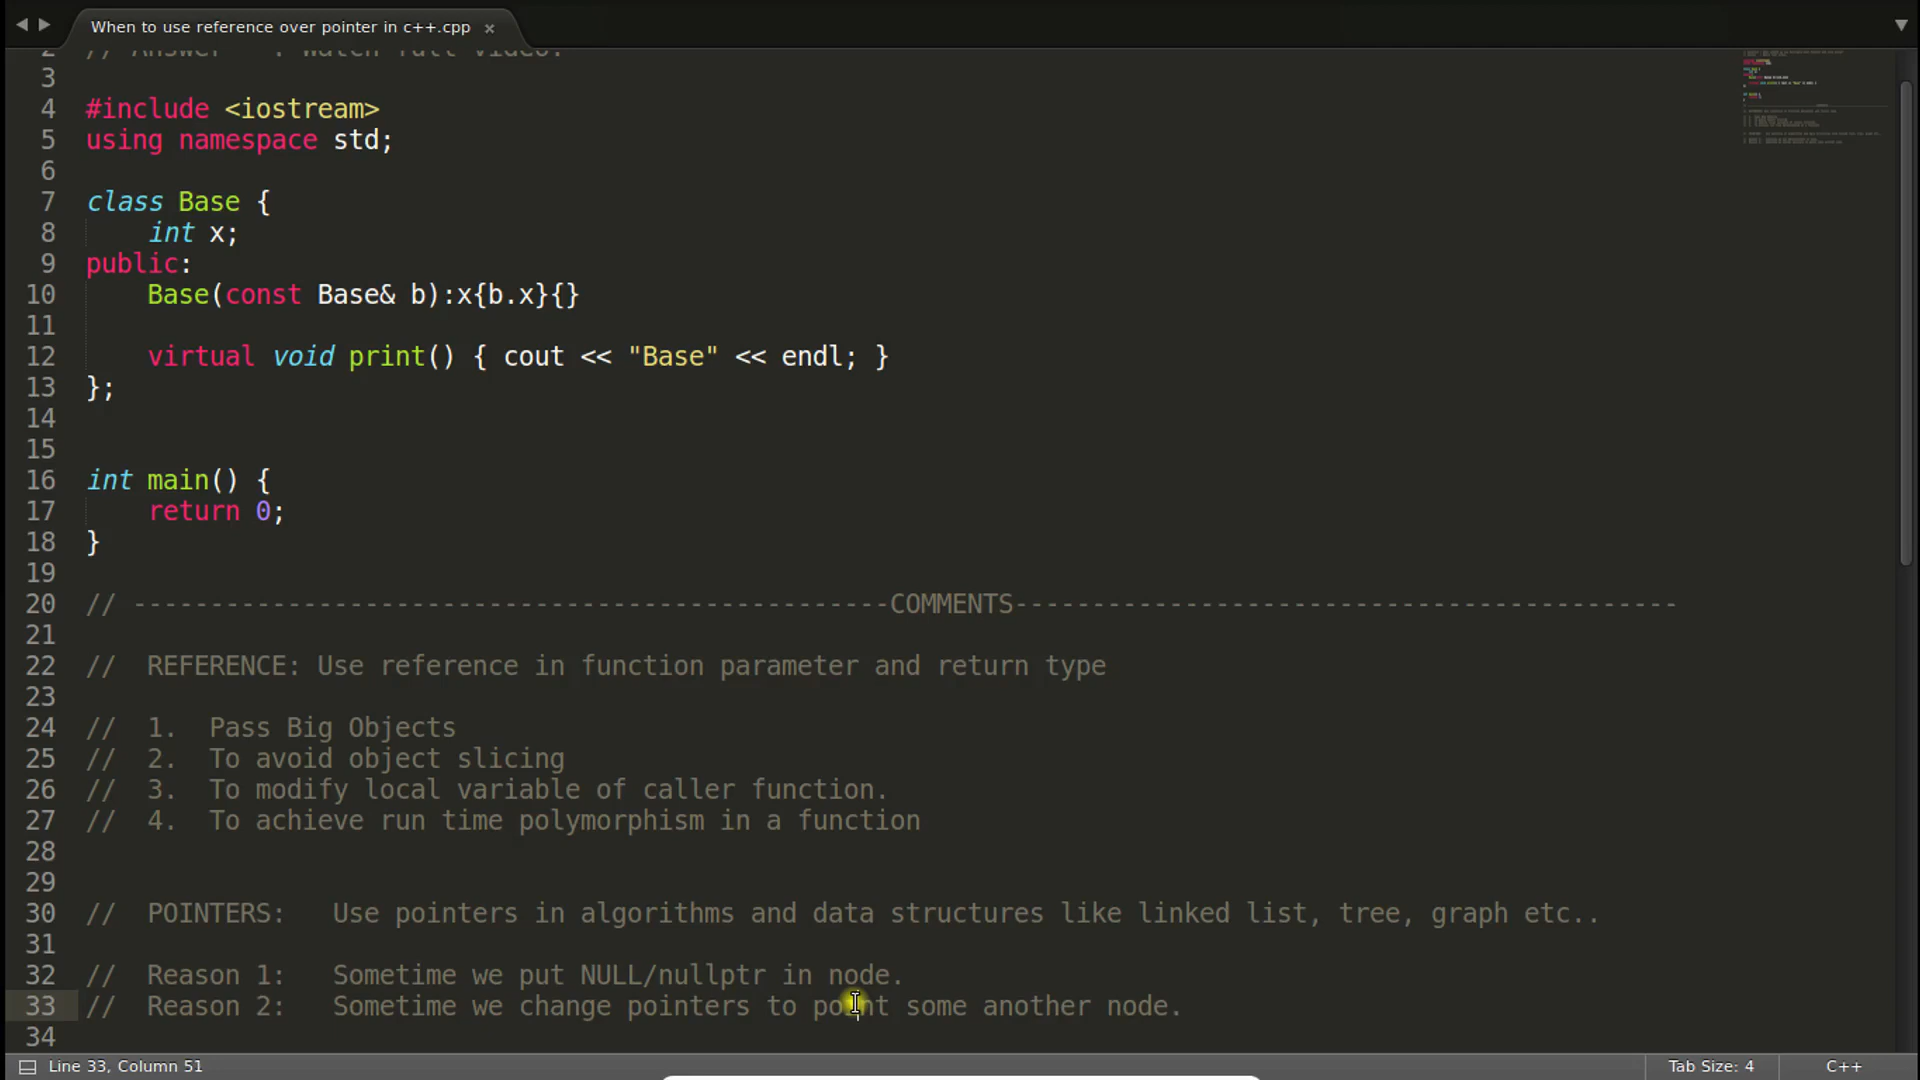 When to use reference over pointer in c++.cpp ×
2 // Answer : Watch full video.
3
4 #include <iostream>
5 using namespace std;
6
7 class Base {
8 int x;
9 public:
10 Base(const Base& b):x{b.x}{}
11
12 virtual void print() { cout << "Base" << endl; }
13 };
14
15
16 int main() {
17 return 0;
18 }
19
20 // -------------------------------------------------COMMENTS-------------------------------------------
21
22 // REFERENCE: Use reference in function parameter and return type
23
24 // 1. Pass Big Objects
25 // 2. To avoid object slicing
26 // 3. To modify local variable of caller function.
27 // 4. To achieve run time polymorphism in a function
28
29
30 // POINTERS: Use pointers in algorithms and data structures like linked list, tree, graph etc..
31
32 // Reason 1: Sometime we put NULL/nullptr in node.
33 // Reason 2: Sometime we change pointers to point some another node.
34
Line 33, Column 51 Tab Size: 4 C++